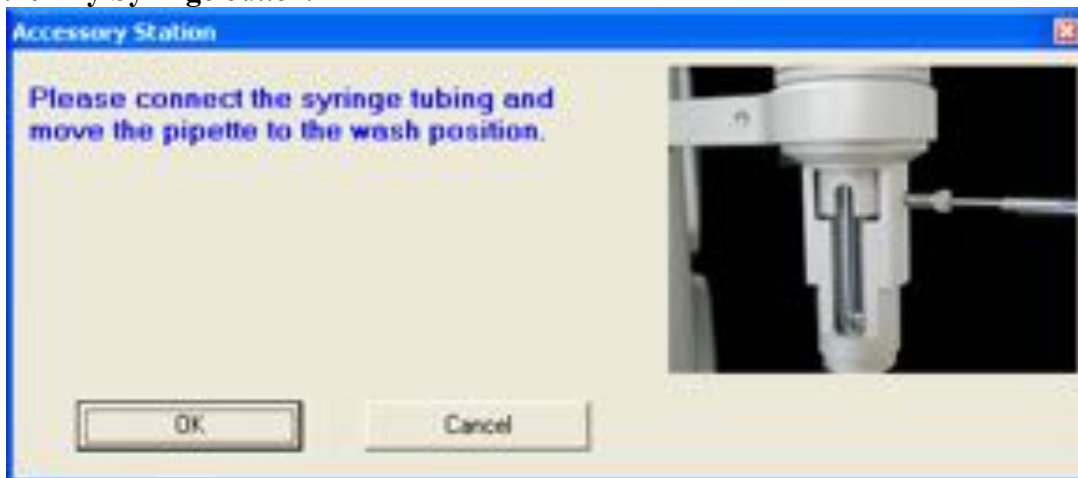 Accessory Station
Please connect the syringe tubing and
move the pipette to the wash position.
OK
Cancel